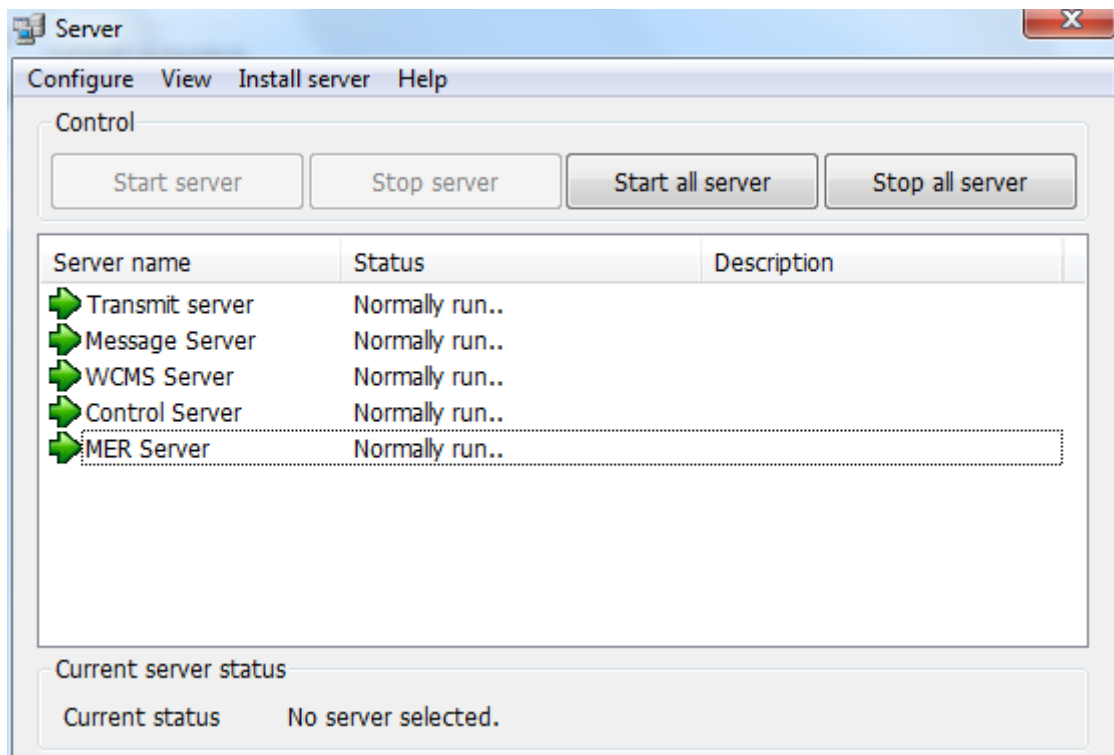 Server
Configure View Install server Help
Control
Start server Stop server Start all server Stop all server
Server name Status Description
Transmit server Normally run..
Message Server Normally run..
WCMS Server Normally run..
Control Server Normally run..
MER Server Normally run..
Current server status
Current status No server selected.